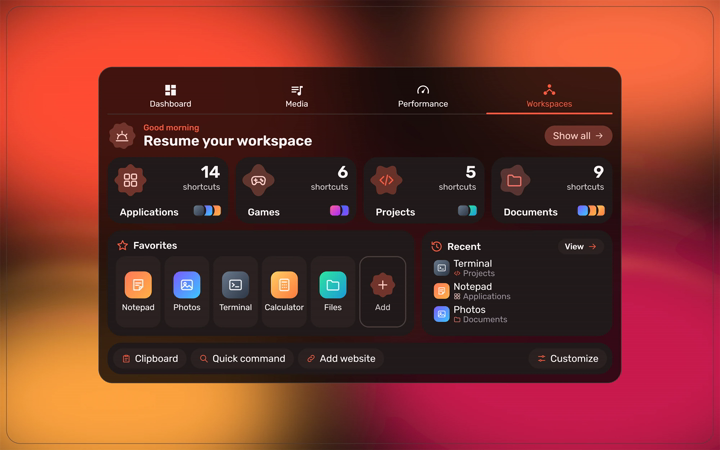 Dashboard
Media
Performance
Workspaces
Good morning
Resume your workspace
Show all →
14
shortcuts
Applications
6
shortcuts
Games
5
shortcuts
Projects
9
shortcuts
Documents
Favorites
Notepad
Photos
Terminal
Calculator
Files
Add
Recent
View →
Terminal
Projects
Notepad
Applications
Photos
Documents
Clipboard
Quick command
Add website
Customize